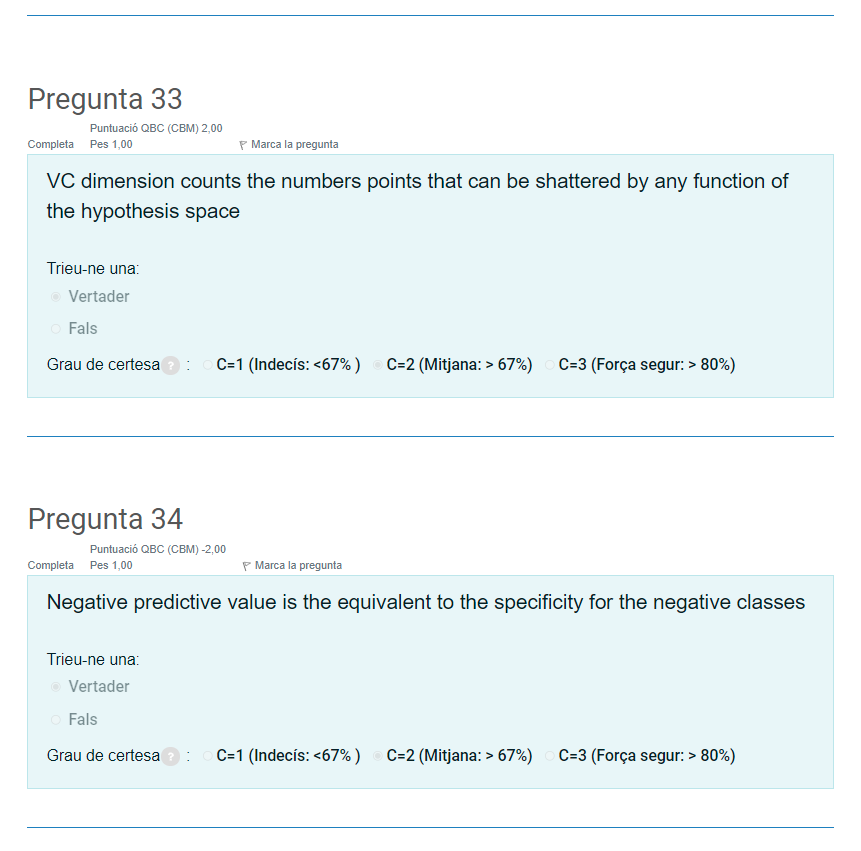 Pregunta 33
Puntuació QBC (CBM) 2,00
Completa Pes 1,00 Marca la pregunta
VC dimension counts the numbers points that can be shattered by any function of
the hypothesis space
Trieu-ne una:
Vertader
Fals
Grau de certesa ? : C=1 (Indecís: <67% ) C=2 (Mitjana: > 67%) C=3 (Força segur: > 80%)
Pregunta 34
Puntuació QBC (CBM) -2,00
Completa Pes 1,00 Marca la pregunta
Negative predictive value is the equivalent to the specificity for the negative classes
Trieu-ne una:
Vertader
Fals
Grau de certesa ? : C=1 (Indecís: <67% ) C=2 (Mitjana: > 67%) C=3 (Força segur: > 80%)